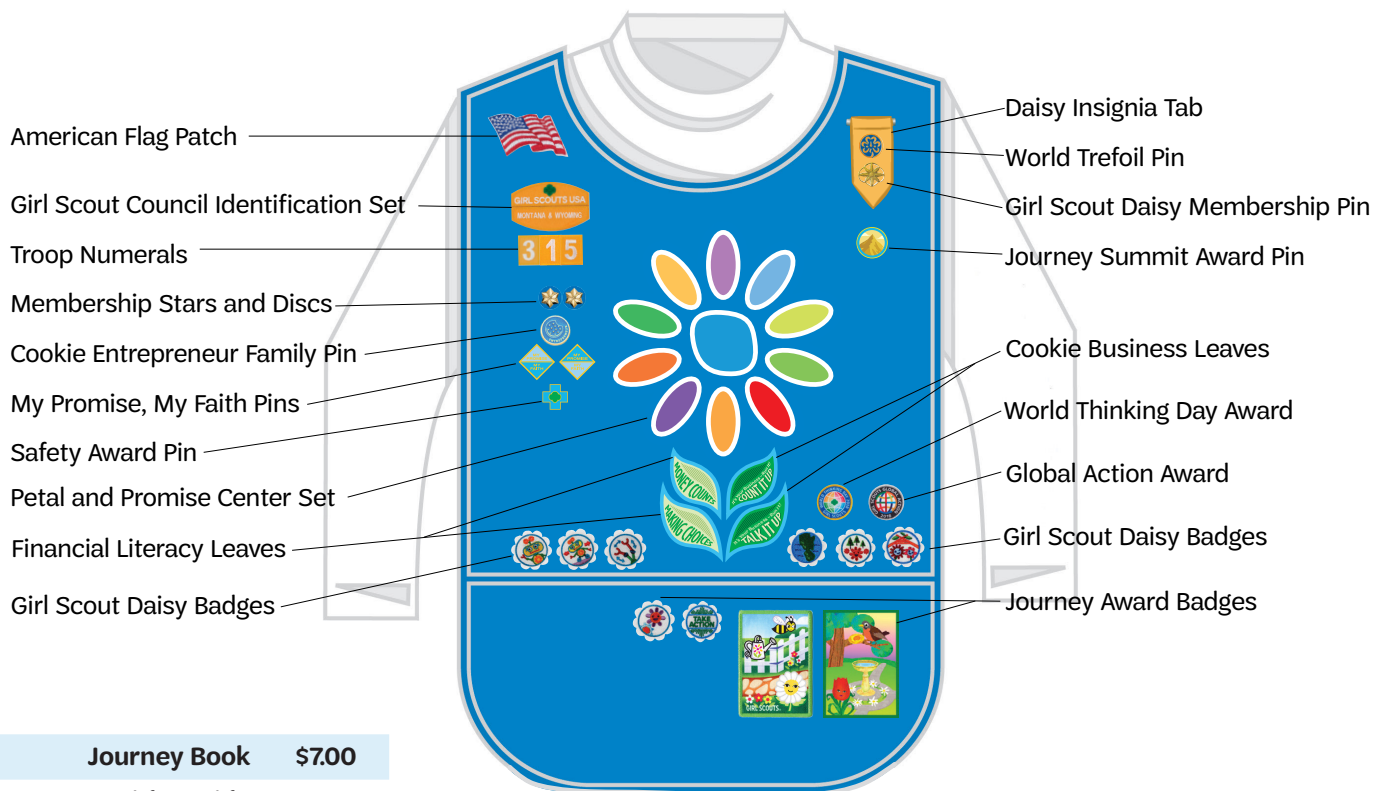 American Flag Patch
Girl Scout Council Identification Set
Troop Numerals
Membership Stars and Discs
Cookie Entrepreneur Family Pin
My Promise, My Faith Pins
Safety Award Pin
Petal and Promise Center Set
Financial Literacy Leaves
Girl Scout Daisy Badges
GIRL SCOUTS USA
MONTANA & WYOMING
315
MONEY COUNTS
COUNT IT UP
MAKING CHOICES
TALK IT UP
TAKE
ACTION
GIRL SCOUTS
Daisy Insignia Tab
World Trefoil Pin
Girl Scout Daisy Membership Pin
Journey Summit Award Pin
Cookie Business Leaves
World Thinking Day Award
Global Action Award
Girl Scout Daisy Badges
Journey Award Badges
Journey Book $7.00